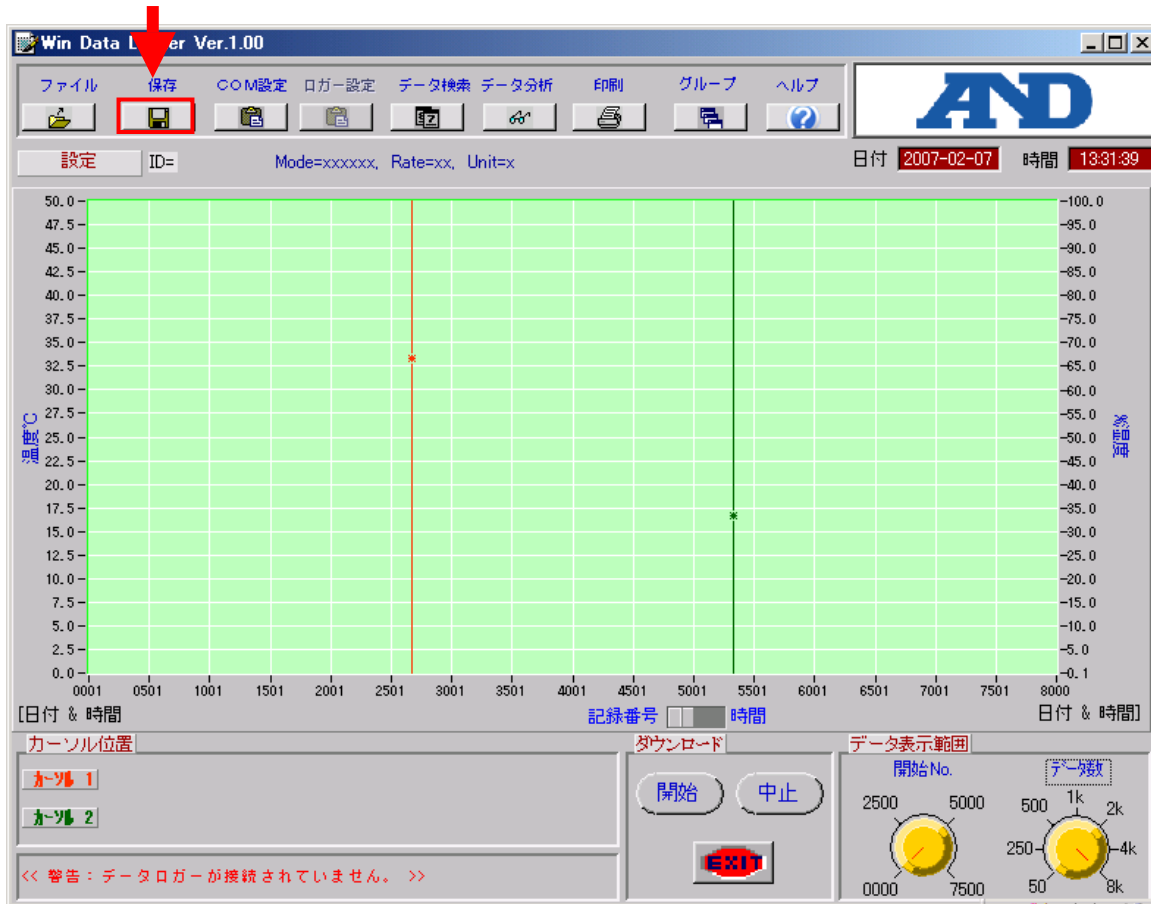 Win Data L er Ver.1.00
ファイル 保存 COM設定 ロガー設定 データ検索 データ分析 印刷 グループ ヘルプ
AND
設定 ID= Mode=xxxxxx, Rate=xx, Unit=x 日付 2007-02-07 時間 13:31:39
50.0 100.0
47.5 95.0
45.0 90.0
42.5 85.0
40.0 80.0
37.5 75.0
35.0 70.0
32.5 65.0
30.0 60.0
27.5 55.0
25.0 50.0
22.5 45.0
20.0 40.0
17.5 35.0
15.0 30.0
12.5 25.0
10.0 20.0
7.5 15.0
5.0 10.0
2.5 5.0
0.0 0.1
温度℃
%湿度
0001 0501 1001 1501 2001 2501 3001 3501 4001 4501 5001 5501 6001 6501 7001 7501 8000
[日付 & 時間 記録番号 時間 日付 & 時間]
カーソル位置
カーソル 1
カーソル 2
<< 警告:データロガーが接続されていません。 >>
ダウンロード
開始 中止
EXIT
データ表示範囲
開始No. データ数
2500 5000 500 1k 2k
250 4k
0000 7500 50 8k